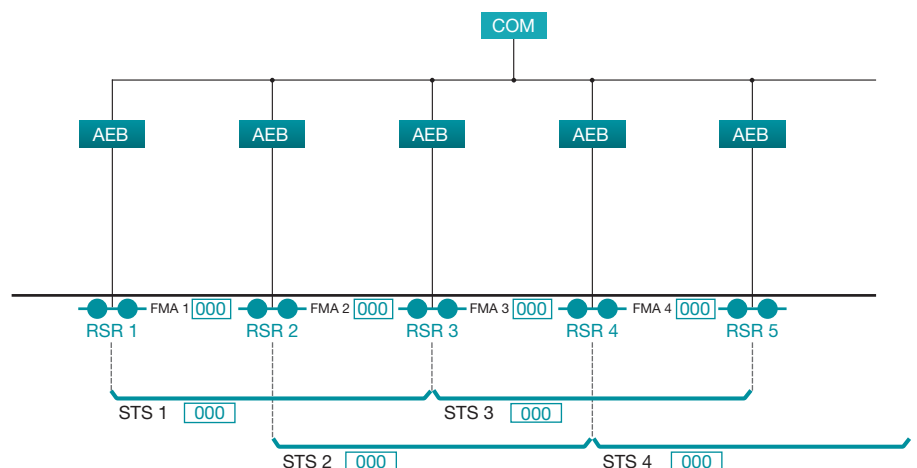 COM
AEB AEB AEB AEB AEB
FMA 1 000 FMA 2 000 FMA 3 000 FMA 4 000
RSR 1 RSR 2 RSR 3 RSR 4 RSR 5
STS 1 000 STS 3 000
STS 2 000 STS 4 000